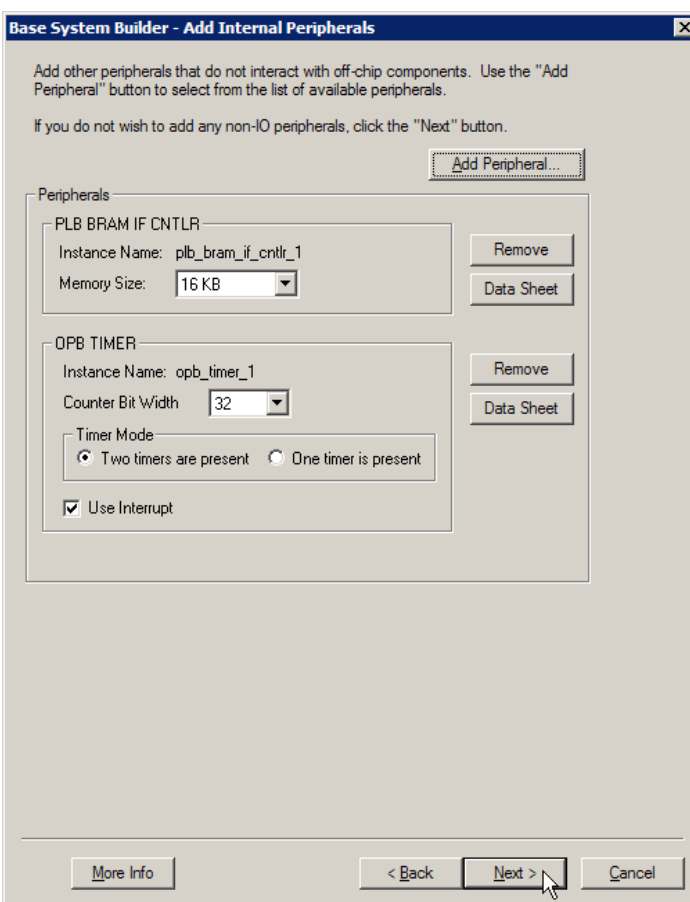 Base System Builder - Add Internal Peripherals
Add other peripherals that do not interact with off-chip components. Use the "Add
Peripheral" button to select from the list of available peripherals.
If you do not wish to add any non-IO peripherals, click the "Next" button.
Add Peripheral...
Peripherals
PLB BRAM IF CNTLR
Instance Name: plb_bram_if_cntlr_1
Remove
Memory Size: 16 KB
Data Sheet
OPB TIMER
Instance Name: opb_timer_1
Remove
Counter Bit Width 32
Data Sheet
Timer Mode
Two timers are present One timer is present
Use Interrupt
More Info < Back Next > Cancel